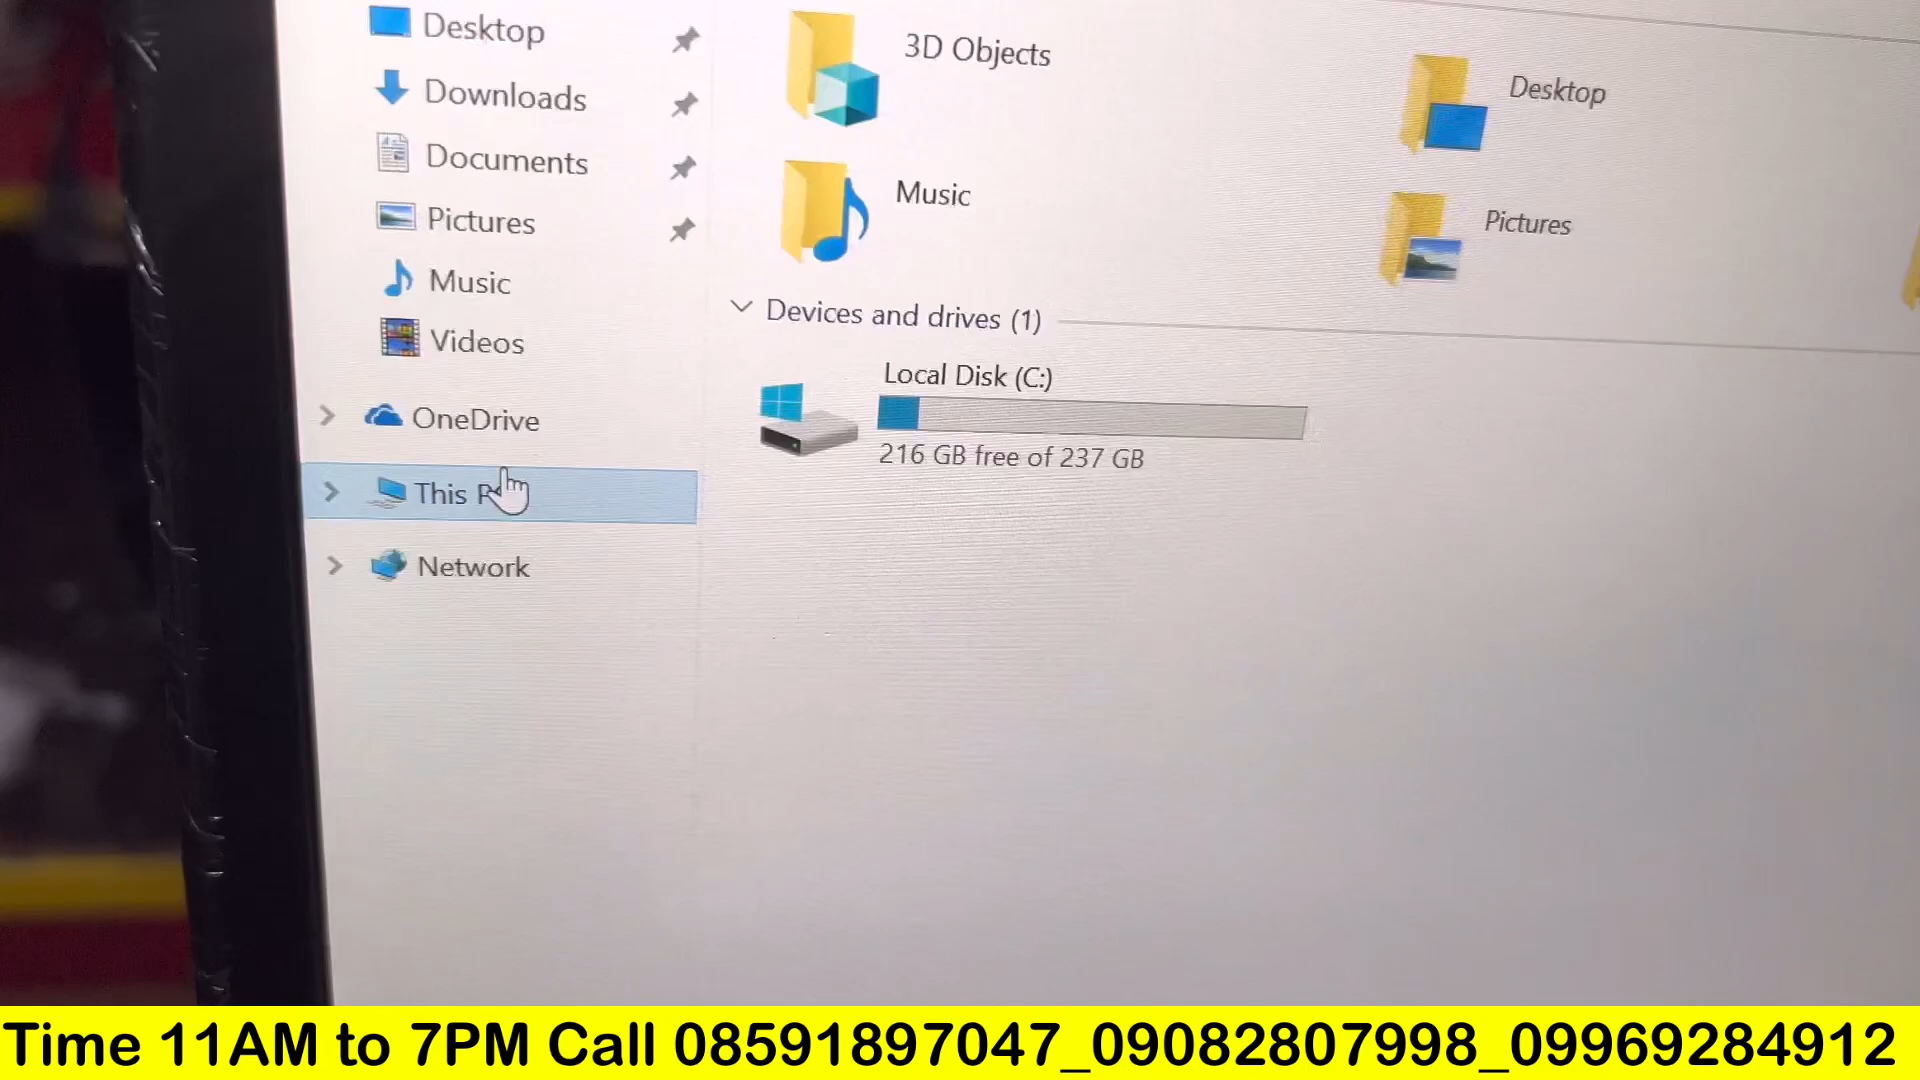 Desktop
Downloads
Documents
Pictures
Music
Videos
OneDrive
This
Network
3D Objects
Desktop
Music
Pictures
Devices and drives (1)
Local Disk (C:)
216 GB free of 237 GB
Time 11AM to 7PM Call 08591897047_09082807998_09969284912